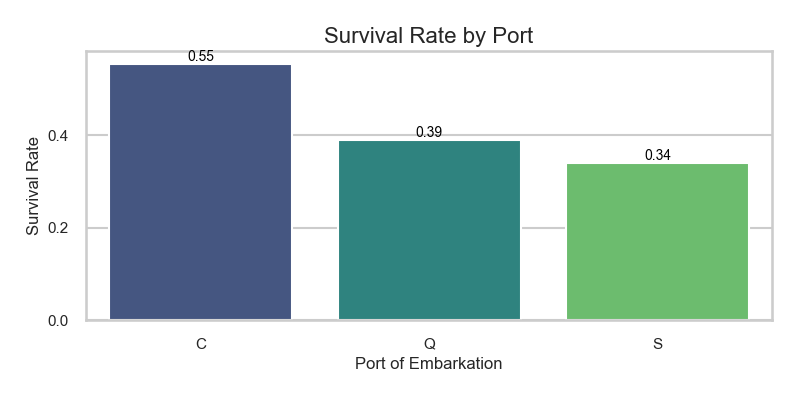 Survival Rate by Port
0.55
0.39
0.34
0.4
0.2
0.0
Survival Rate
C Q S
Port of Embarkation